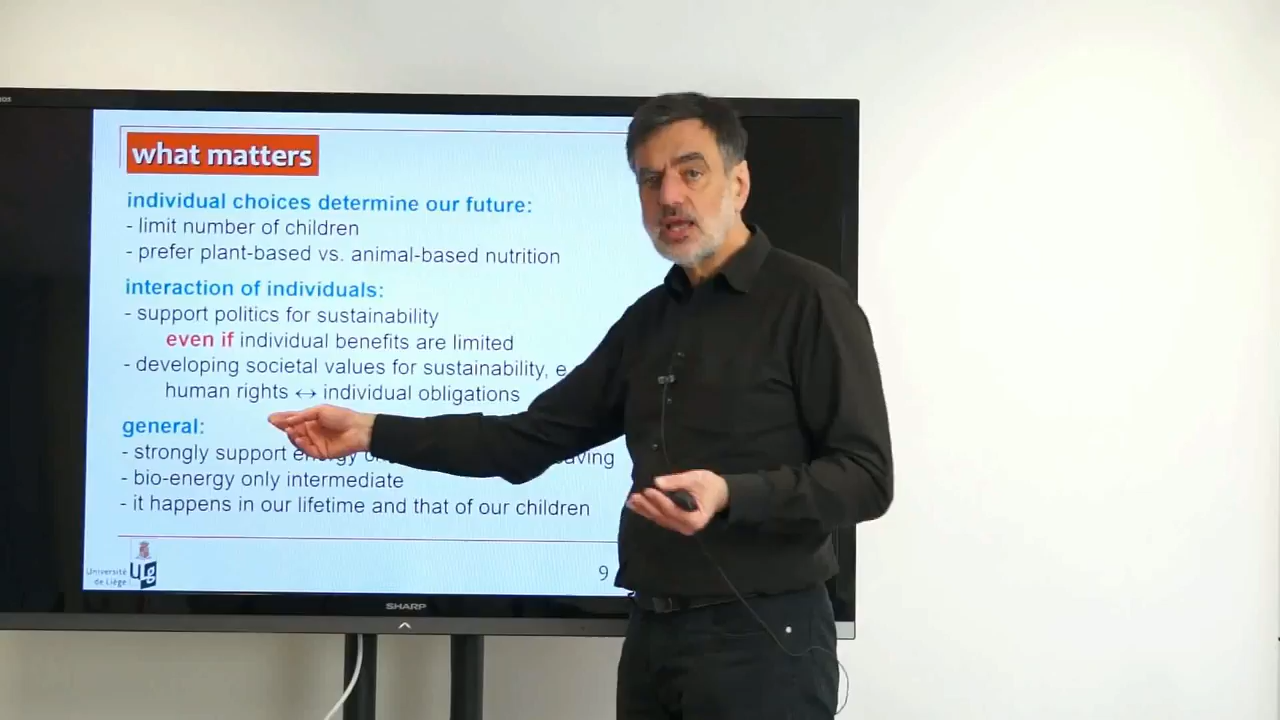 what matters
individual choices determine our future:
- limit number of children
- prefer plant-based vs. animal-based nutrition
interaction of individuals:
- support politics for sustainability
even if individual benefits are limited
- developing societal values for sustainability, e
human rights ↔ individual obligations
general:
- strongly support energy
- bio-energy only intermediate
- it happens in our lifetime and that of our children
Université
de Liège
9
SHARP